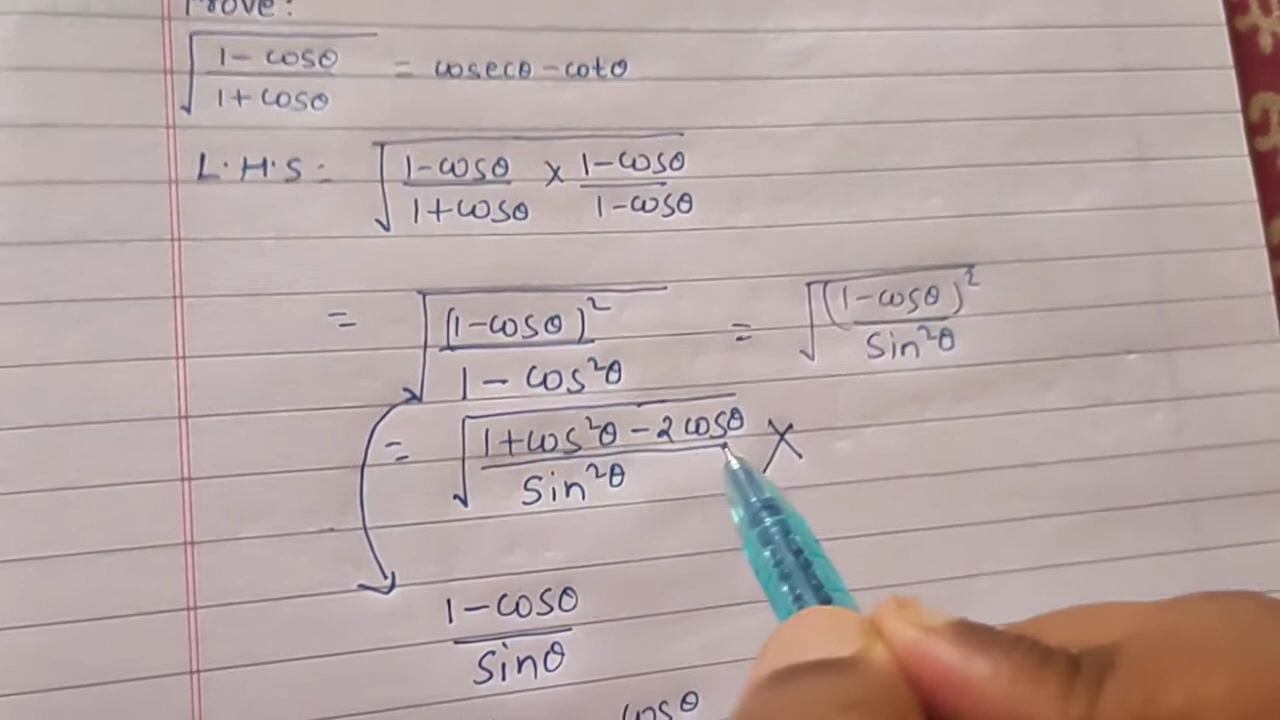 Prove:
√((1-cosθ)/(1+cosθ)) = cosecθ-cotθ
L.H.S = √((1-cosθ)/(1+cosθ) × (1-cosθ)/(1-cosθ))
= √((1-cosθ)²/(1-cos²θ)) = √((1-cosθ)²/sin²θ)
= √((1+cos²θ-2cosθ)/sin²θ) ×
(1-cosθ)/sinθ
cosθ